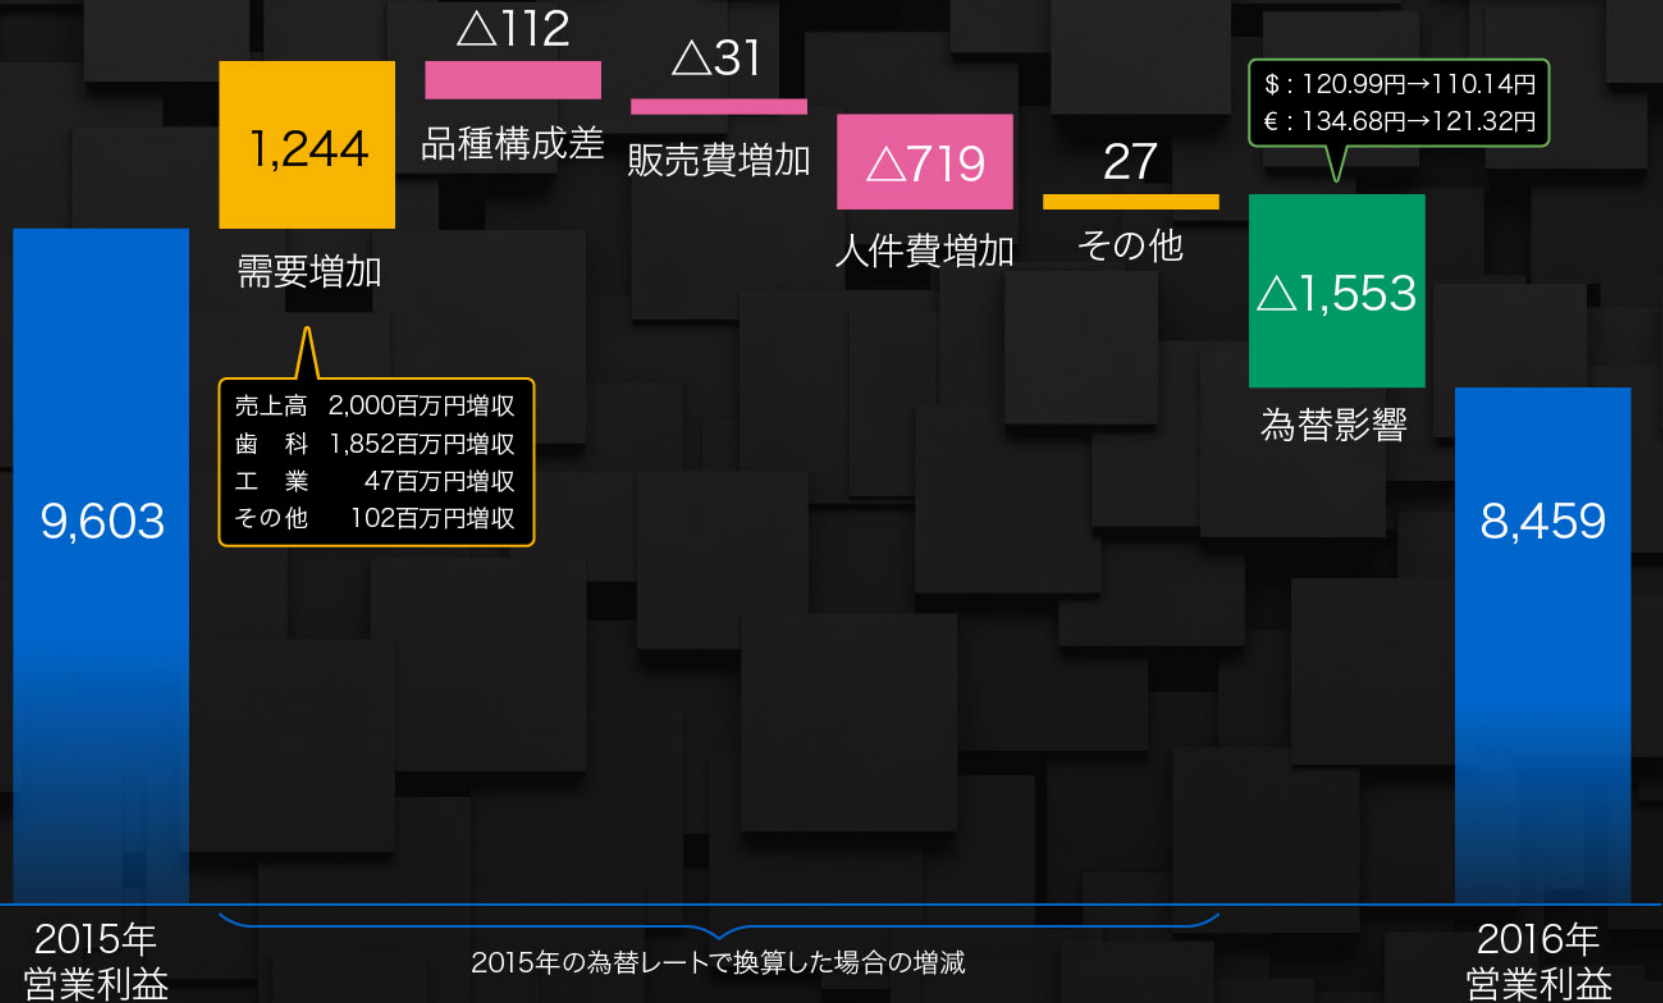 △112
△31
$：120.99円→110.14円
€：134.68円→121.32円
1,244
品種構成差
販売費増加
△719
27
需要増加
人件費増加
その他
△1,553
為替影響
売上高 2,000百万円増収
歯 科 1,852百万円増収
工 業 47百万円増収
その他 102百万円増収
9,603
8,459
2015年
営業利益
2015年の為替レートで換算した場合の増減
2016年
営業利益